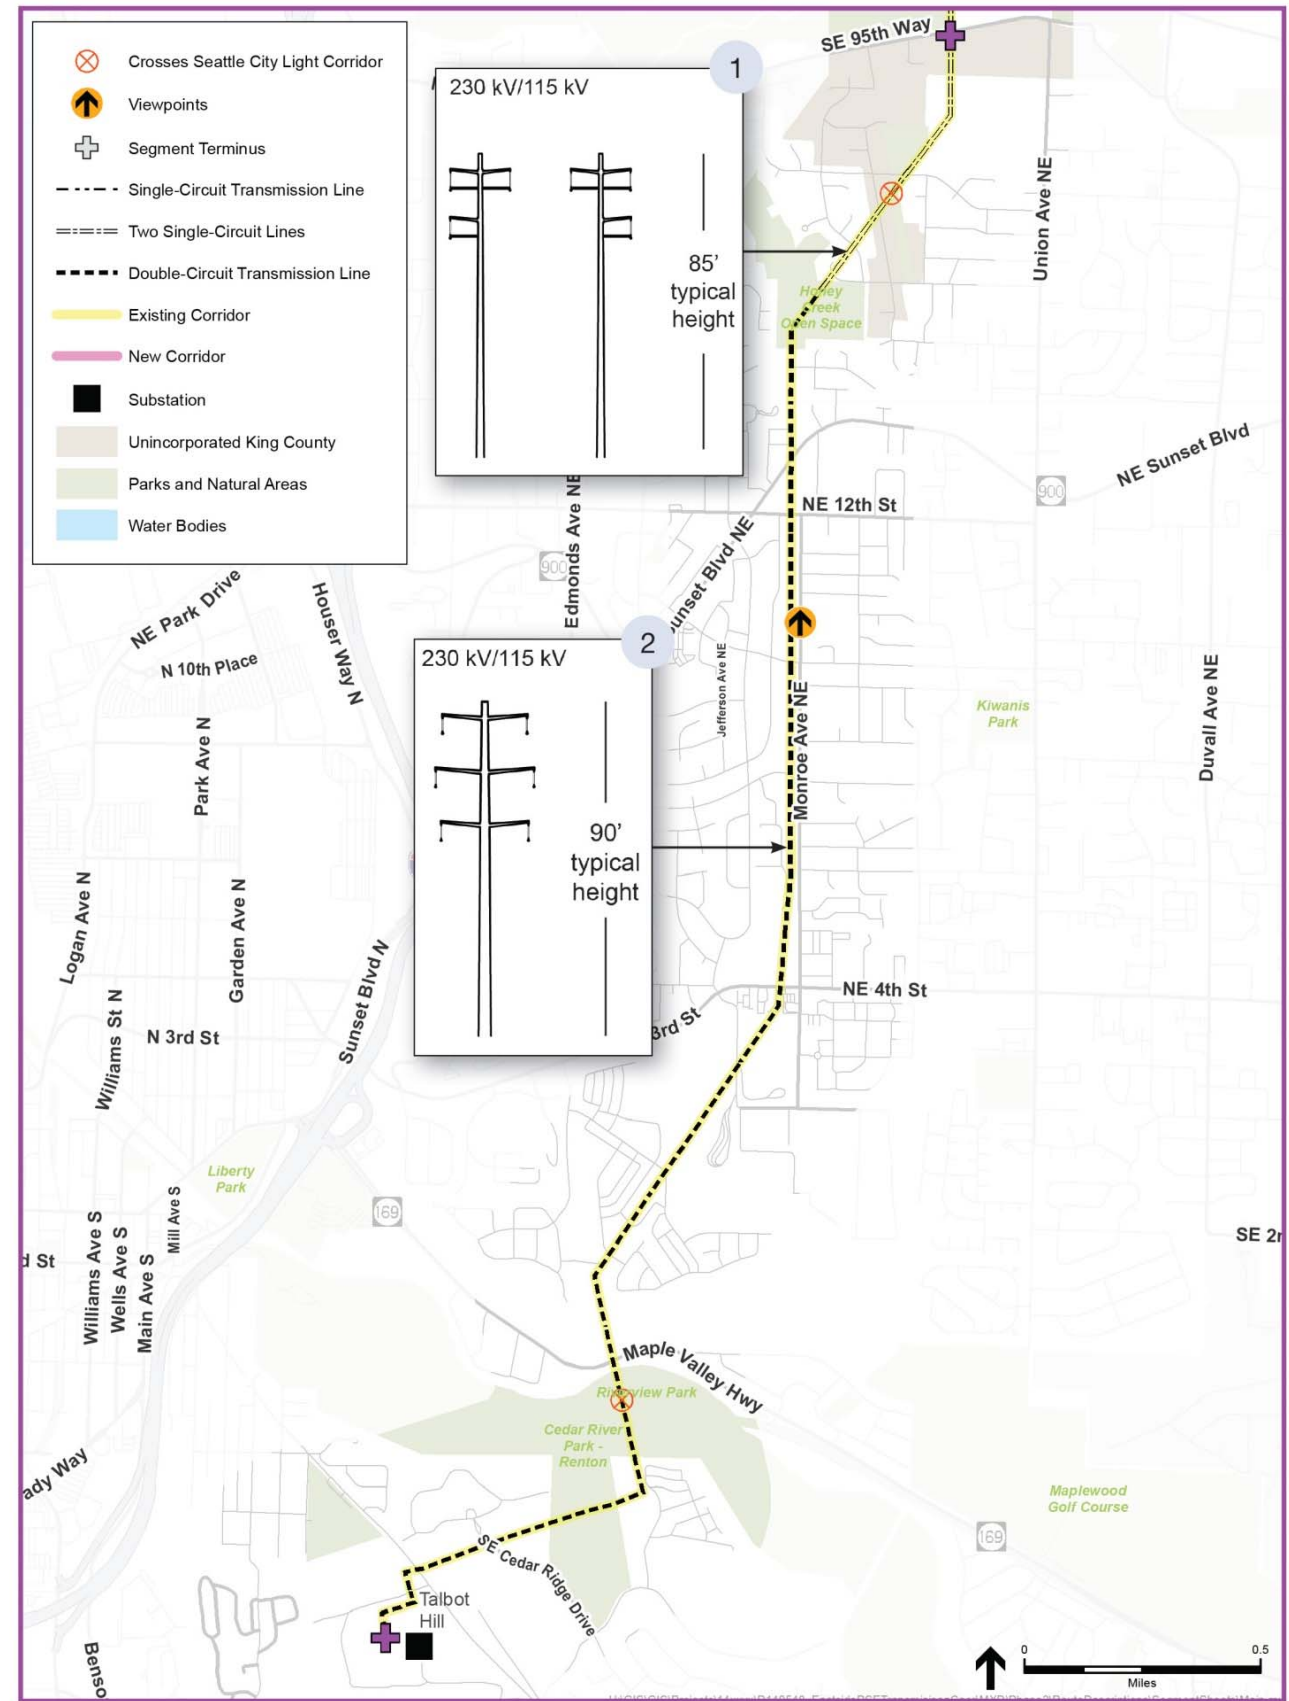 Crosses Seattle City Light Corridor
Viewpoints
Segment Terminus
Single-Circuit Transmission Line
Two Single-Circuit Lines
Double-Circuit Transmission Line
Existing Corridor
New Corridor
Substation
Unincorporated King County
Parks and Natural Areas
Water Bodies
SE 95th Way
1
230 kV/115 kV
85’
typical
height
Union Ave NE
Honey
Creek
Open Space
NE Sunset Blvd
900
NE 12th St
Edmonds Ave NE
900
Sunset Blvd NE
NE Park Drive
N 10th Place
Houser Way N
2
230 kV/115 kV
90’
typical
height
Jefferson Ave NE
Monroe Ave NE
Kiwanis
Park
Duvall Ave NE
Park Ave N
Logan Ave N
Garden Ave N
Sunset Blvd N
NE 4th St
3rd St
Williams St N
N 3rd St
Liberty
Park
169
Mill Ave S
Williams Ave S
Wells Ave S
Main Ave S
d St
SE 2
Maple Valley Hwy
Riverview Park
Cedar River
Park -
Renton
ady Way
Maplewood
Golf Course
169
SE Cedar Ridge Drive
Talbot
Hill
Benso
0
0.5
Miles